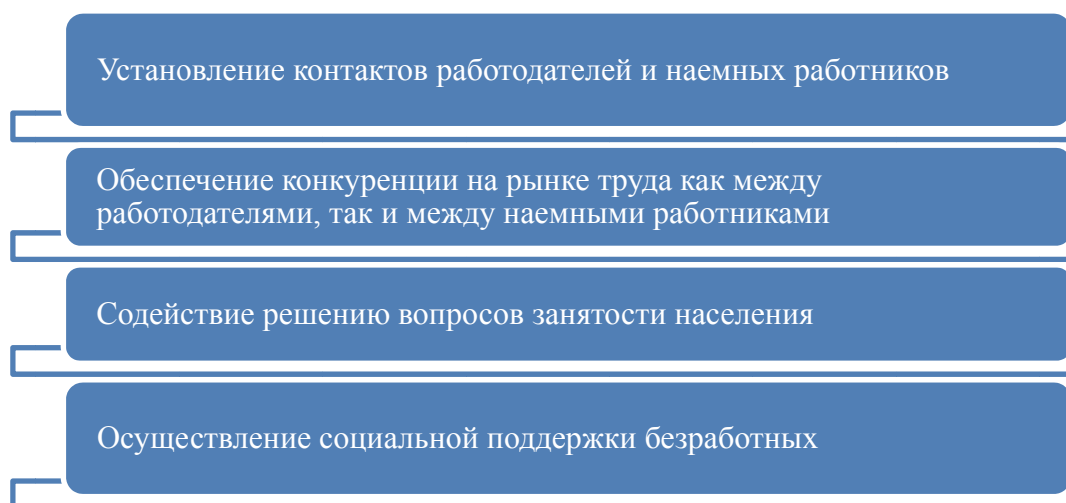 Установление контактов работодателей и наемных работников
Обеспечение конкуренции на рынке труда как между
работодателями, так и между наемными работниками
Содействие решению вопросов занятости населения
Осуществление социальной поддержки безработных